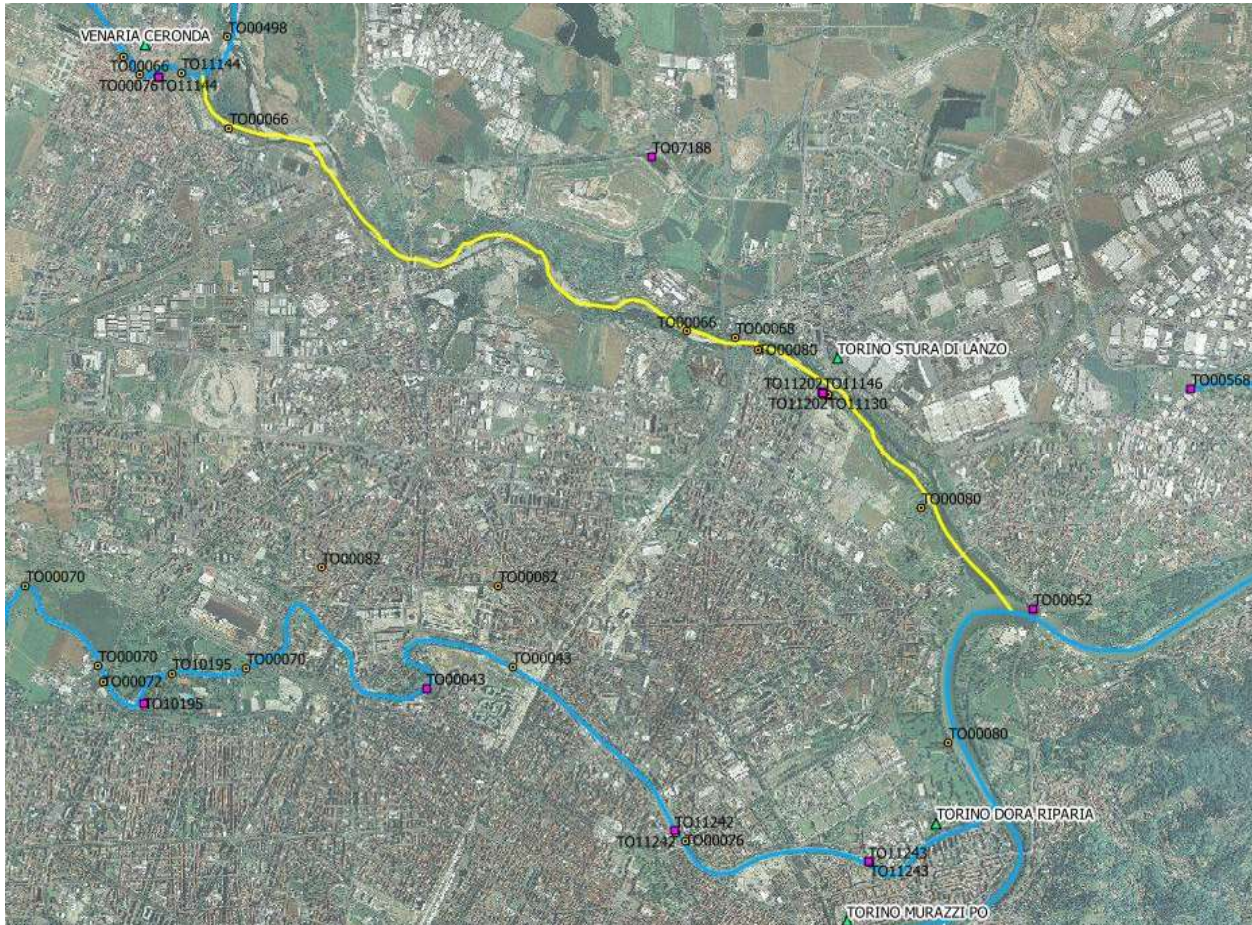 TO00498
VENARIA CERONDA
TO00066
TO11144
TO00076
TO11144
TO00066
TO07188
TO00066
TO00068
TO00080
TORINO STURA DI LANZO
TO11202
TO11146
TO11202
TO11130
TO00568
TO00080
TO00082
TO00070
TO00082
TO00052
TO00070
TO10195
TO00070
TO00043
TO00072
TO00043
TO10195
TO00080
TORINO DORA RIPARIA
TO11242
TO11242
TO00076
TO11243
TO11243
TORINO MURAZZI PO